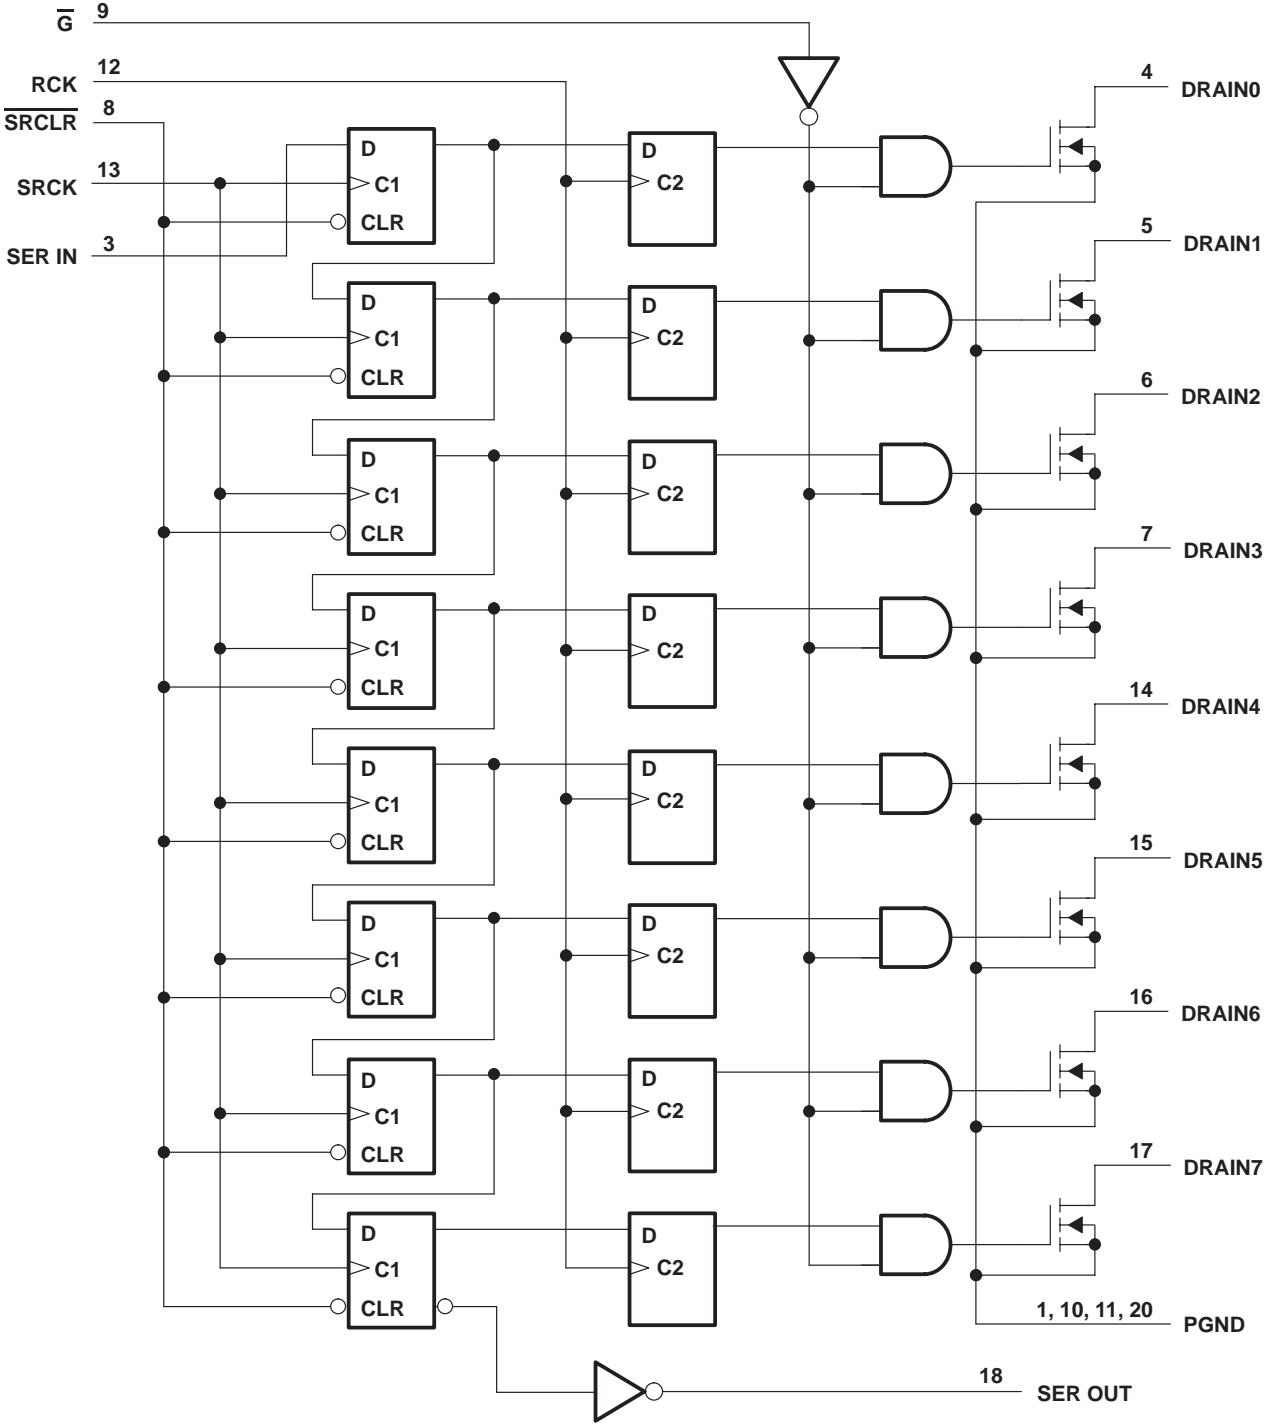 G̅ 9
RCK 12
S̅R̅C̅L̅R̅ 8
SRCK 13
SER IN 3
D
C1
CLR
D
C2
4 DRAIN0
D
C1
CLR
D
C2
5 DRAIN1
D
C1
CLR
D
C2
6 DRAIN2
D
C1
CLR
D
C2
7 DRAIN3
D
C1
CLR
D
C2
14 DRAIN4
D
C1
CLR
D
C2
15 DRAIN5
D
C1
CLR
D
C2
16 DRAIN6
D
C1
CLR
D
C2
17 DRAIN7
1, 10, 11, 20 PGND
18 SER OUT